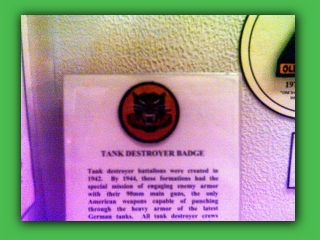 TANK DESTROYER BADGE
Tank destroyer battalions were created in
1942. By 1944, these formations had the
special mission of engaging enemy armor
with their 90mm main guns, the only
American weapons capable of punching
through the heavy armor of the latest
German tanks. All tank destroyer crews
OLD